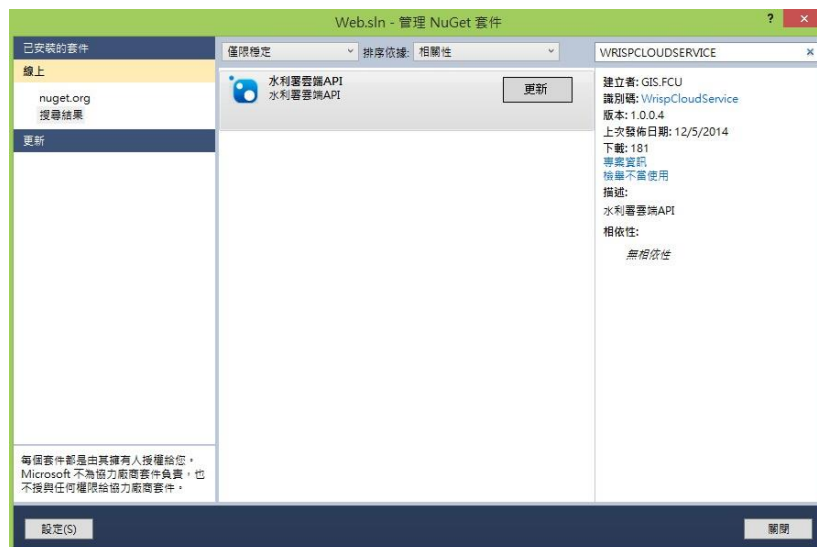 Web.sln - 管理 NuGet 套件
? ×
已安裝的套件
線上
nuget.org
搜尋結果
更新
每個套件都是由其擁有人授權給您，
Microsoft 不為協力廠商套件負責，也
不授與任何權限給協力廠商套件。
僅限穩定
排序依據: 相關性
水利署雲端API
水利署雲端API
更新
WRISPCLOUDSERVICE ×
建立者: GIS.FCU
識別碼: WrispCloudService
版本: 1.0.0.4
上次發佈日期: 12/5/2014
下載: 181
專案資訊
檢舉不當使用
描述:
水利署雲端API
相依性:
無相依性
設定(S)
關閉